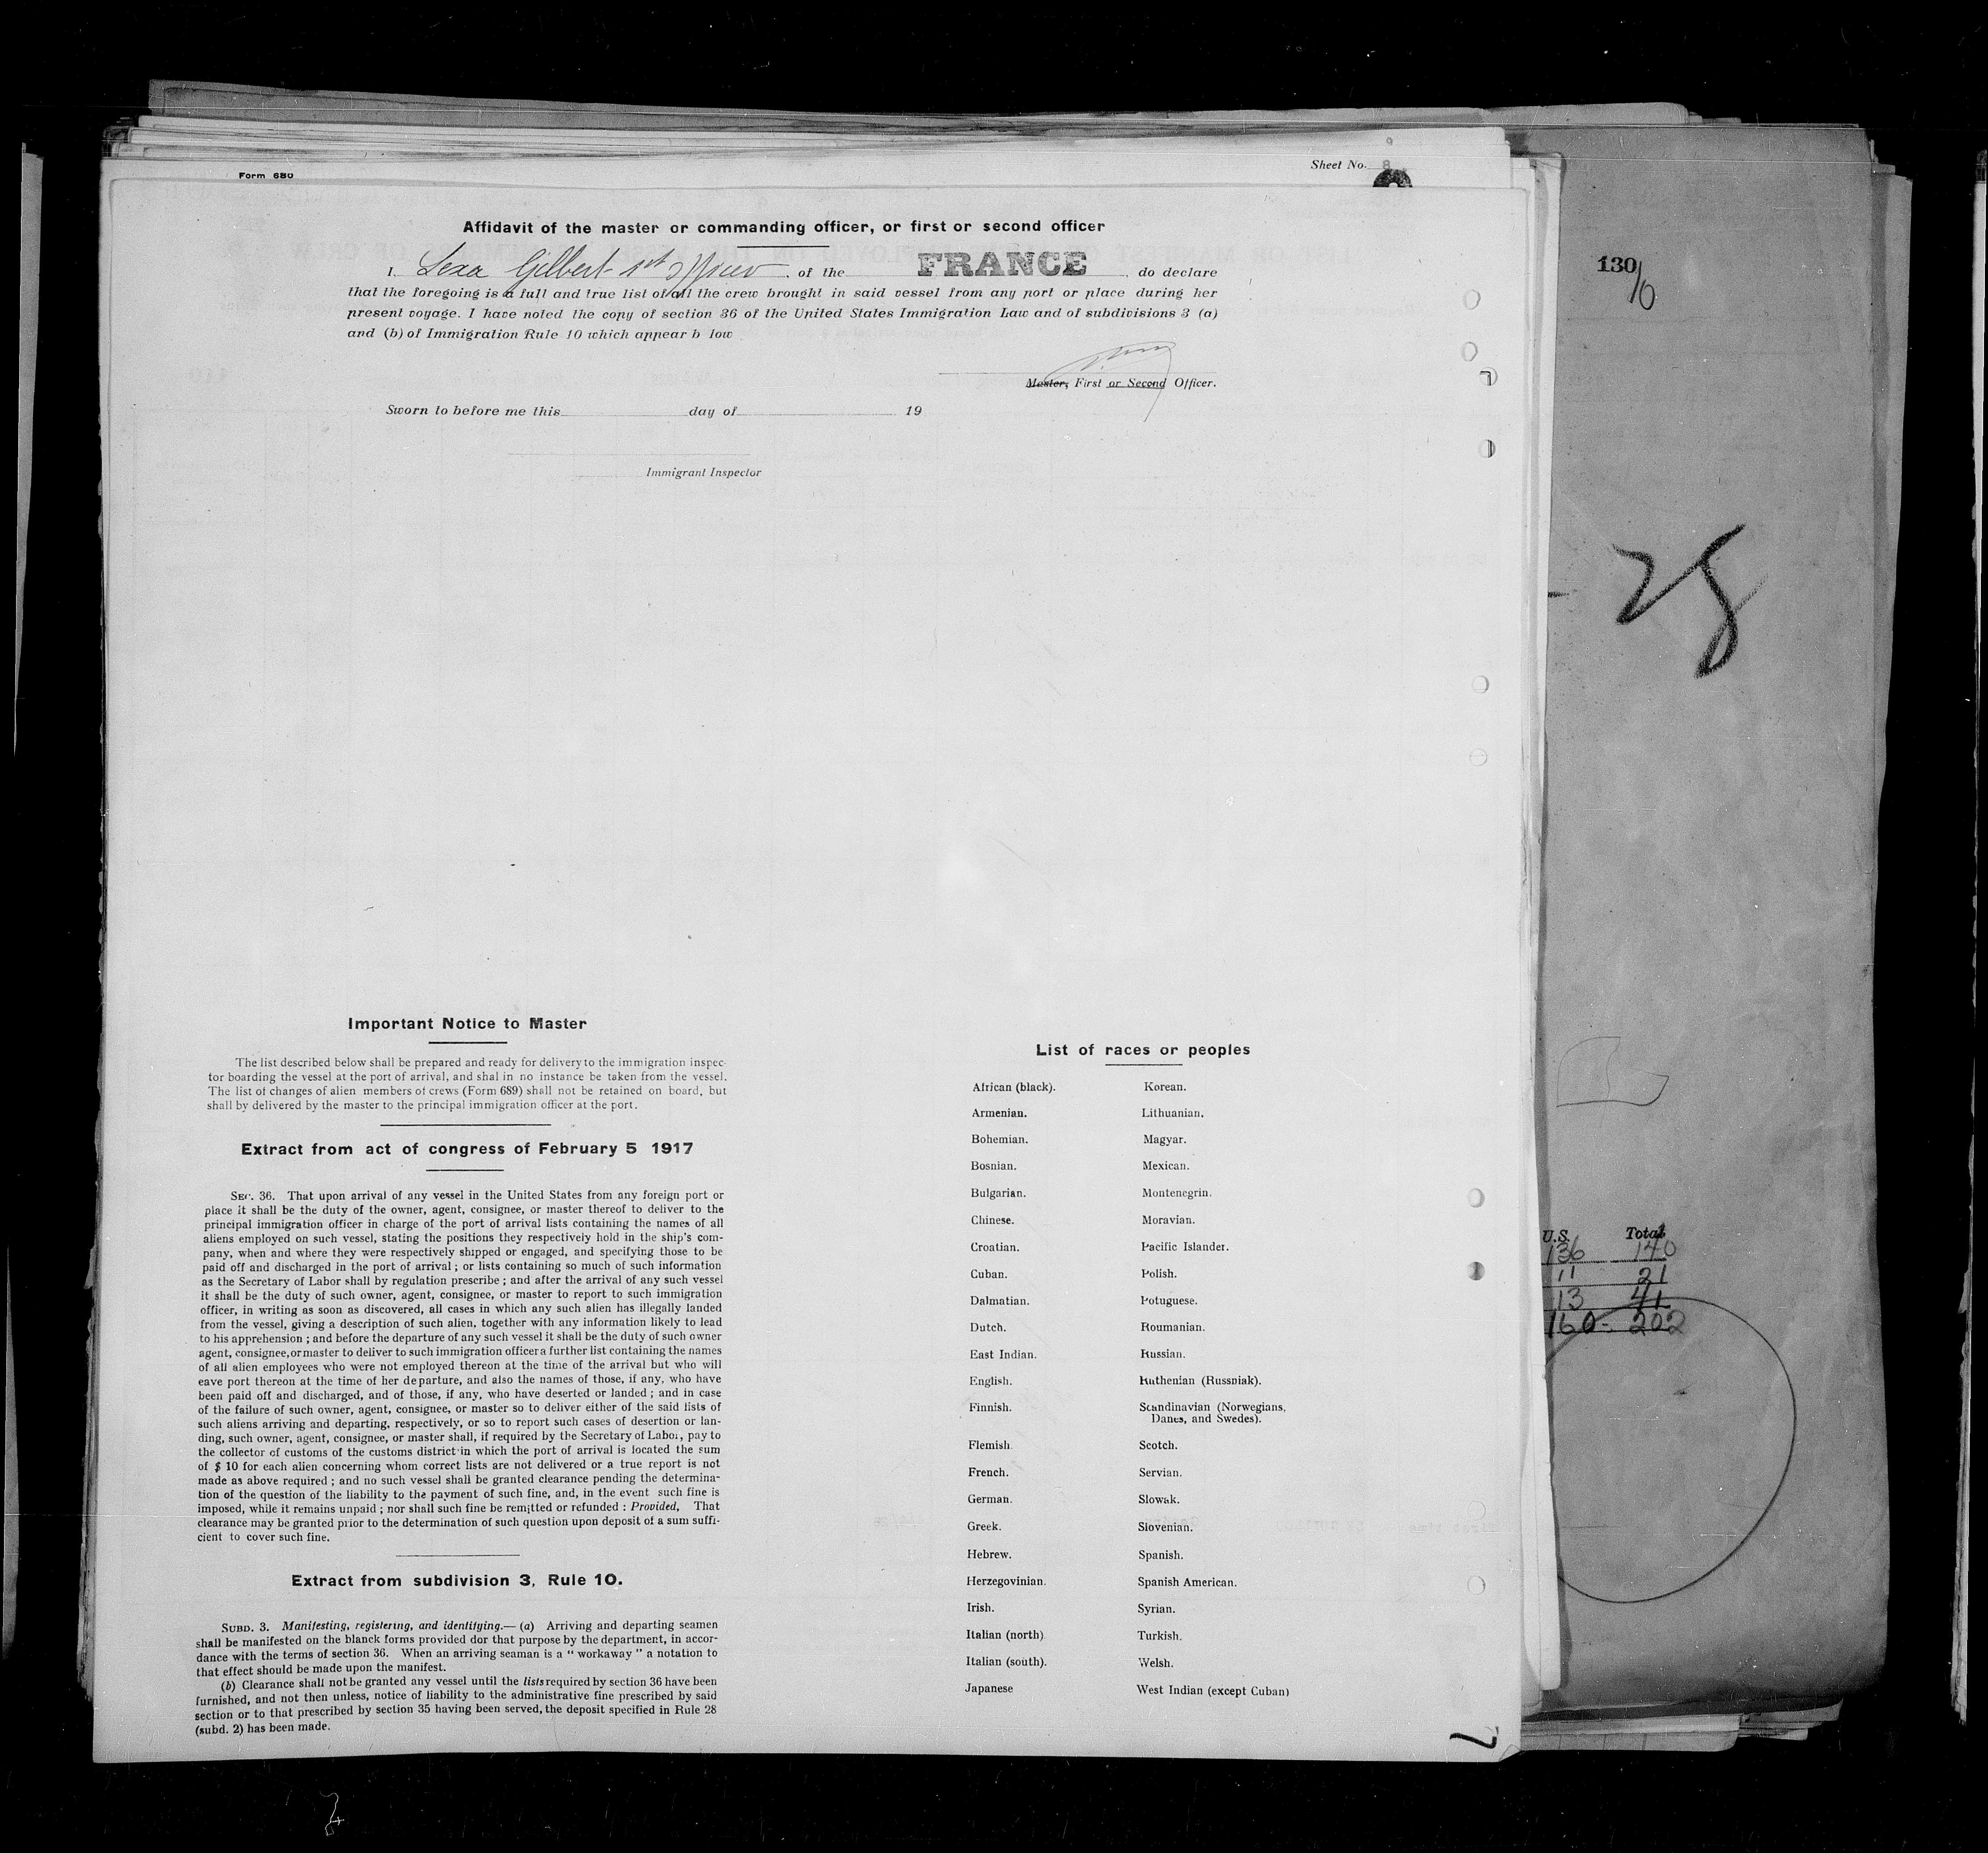 9
Sheet No. 8
Form 680
Affidavit of the master or commanding officer, or first or second officer
I. Lexa Gilbert 1st officer of the FRANCE, do declare
that the foregoing is a full and true list of all the crew brought in said vessel from any port or place during her
present voyage. I have noted the copy of section 36 of the United States Immigration Law and of subdivisions 3 (a)
and (b) of Immigration Rule 10 which appear b low
Master, First or Second Officer.
Sworn to before me this day of 19
Immigrant Inspector
Important Notice to Master
The list described below shall be prepared and ready for delivery to the immigration inspec-
tor boarding the vessel at the port of arrival, and shal in no instance be taken from the vessel.
The list of changes of alien members of crews (Form 689) shall not be retained on board, but
shall by delivered by the master to the principal immigration officer at the port.
Extract from act of congress of February 5 1917
SEC. 36. That upon arrival of any vessel in the United States from any foreign port or
place it shall be the duty of the owner, agent, consignee, or master thereof to deliver to the
principal immigration officer in charge of the port of arrival lists containing the names of all
aliens employed on such vessel, stating the positions they respectively hold in the ship's com-
pany, when and where they were respectively shipped or engaged, and specifying those to be
paid off and discharged in the port of arrival ; or lists containing so much of such information
as the Secretary of Labor shall by regulation prescribe ; and after the arrival of any such vessel
it shall be the duty of such owner, agent, consignee, or master to report to such immigration
officer, in writing as soon as discovered, all cases in which any such alien has illegally landed
from the vessel, giving a description of such alien, together with any information likely to lead
to his apprehension ; and before the departure of any such vessel it shall be the duty of such owner
agent, consignee, or master to deliver to such immigration officer a further list containing the names
of all alien employees who were not employed thereon at the time of the arrival but who will
eave port thereon at the time of her departure, and also the names of those, if any, who have
been paid off and discharged, and of those, if any, who have deserted or landed ; and in case
of the failure of such owner, agent, consignee, or master so to deliver either of the said lists of
such aliens arriving and departing, respectively, or so to report such cases of desertion or lan-
ding, such owner, agent, consignee, or master shall, if required by the Secretary of Labor, pay to
the collector of customs of the customs district in which the port of arrival is located the sum
of $ 10 for each alien concerning whom correct lists are not delivered or a true report is not
made as above required ; and no such vessel shall be granted clearance pending the determina-
tion of the question of the liability to the payment of such fine, and, in the event such fine is
imposed, while it remains unpaid ; nor shall such fine be remitted or refunded : Provided, That
clearance may be granted prior to the determination of such question upon deposit of a sum suffi-
cient to cover such fine.
Extract from subdivision 3, Rule 10.
SUBD. 3. Manifesting, registering, and identifying.— (a) Arriving and departing seamen
shall be manifested on the blanck forms provided dor that purpose by the department, in accor-
dance with the terms of section 36. When an arriving seaman is a “ workaway ” a notation to
that effect should be made upon the manifest.
(b) Clearance shall not be granted any vessel until the lists required by section 36 have been
furnished, and not then unless, notice of liability to the administrative fine prescribed by said
section or to that prescribed by section 35 having been served, the deposit specified in Rule 28
(subd. 2) has been made.
List of races or peoples
African (black).
Armenian.
Bohemian.
Bosnian.
Bulgarian.
Chinese.
Croatian.
Cuban.
Dalmatian.
Dutch.
East Indian.
English.
Finnish.
Flemish.
French.
German.
Greek.
Hebrew.
Herzegovinian.
Irish.
Italian (north)
Italian (south).
Japanese
Korean.
Lithuanian.
Magyar.
Mexican.
Montenegrin.
Moravian.
Pacific Islander.
Polish.
Potuguese.
Roumanian.
Russian.
Ruthenian (Russniak).
Scandinavian (Norwegians,
Danes, and Swedes).
Scotch.
Servian.
Slowak.
Slovenian.
Spanish.
Spanish American.
Syrian.
Turkish.
Welsh.
West Indian (except Cuban)
7
130/0
28
U.S. Total
136 140
11 21
13 41
160 - 202